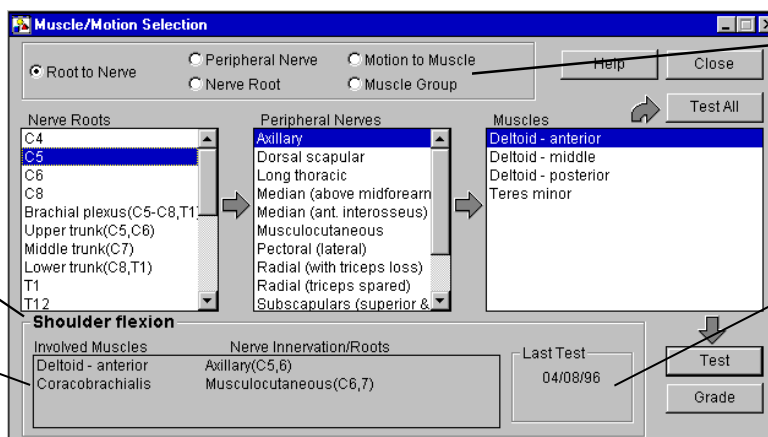 Muscle/Motion Selection
Root to Nerve
Peripheral Nerve
Motion to Muscle
Nerve Root
Muscle Group
Help
Close
Test All
Nerve Roots
C4
C5
C6
C8
Brachial plexus(C5-C8,T1)
Upper trunk(C5,C6)
Middle trunk(C7)
Lower trunk(C8,T1)
T1
T12
Peripheral Nerves
Axillary
Dorsal scapular
Long thoracic
Median (above midforearn
Median (ant. interosseus)
Musculocutaneous
Pectoral (lateral)
Radial (with triceps loss)
Radial (triceps spared)
Subscapulars (superior &
Muscles
Deltoid - anterior
Deltoid - middle
Deltoid - posterior
Teres minor
Shoulder flexion
Involved Muscles Nerve Innervation/Roots
Deltoid - anterior Axillary(C5,6)
Coracobrachialis Musculocutaneous(C6,7)
Last Test
04/08/96
Test
Grade